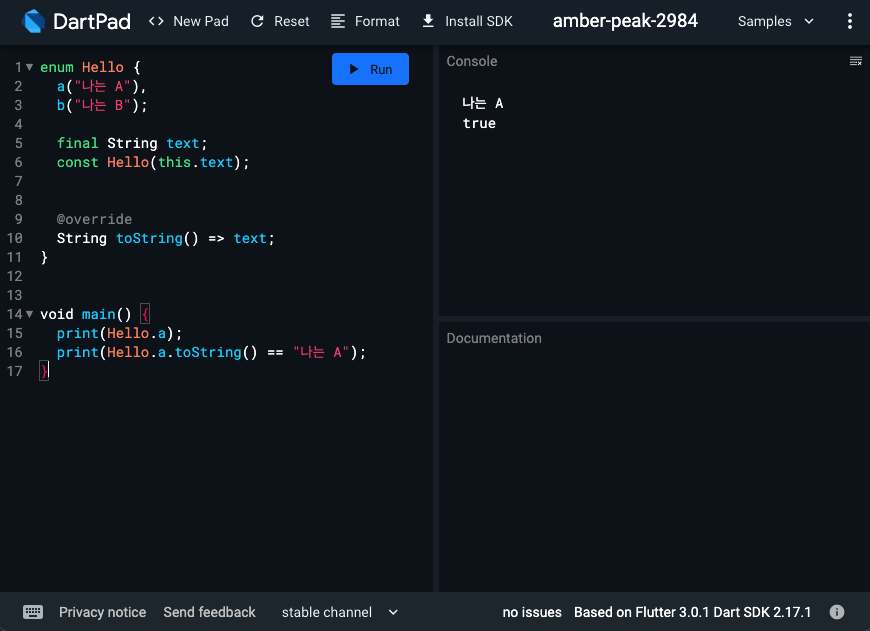 DartPad <> New Pad Reset Format Install SDK amber-peak-2984 Samples
Run
1 enum Hello {
2   a("나는 A"),
3   b("나는 B");
4
5   final String text;
6   const Hello(this.text);
7
8
9   @override
10   String toString() => text;
11 }
12
13
14 void main() {
15   print(Hello.a);
16   print(Hello.a.toString() == "나는 A");
17 }
Console
나는 A
true
Documentation
Privacy notice Send feedback stable channel no issues Based on Flutter 3.0.1 Dart SDK 2.17.1